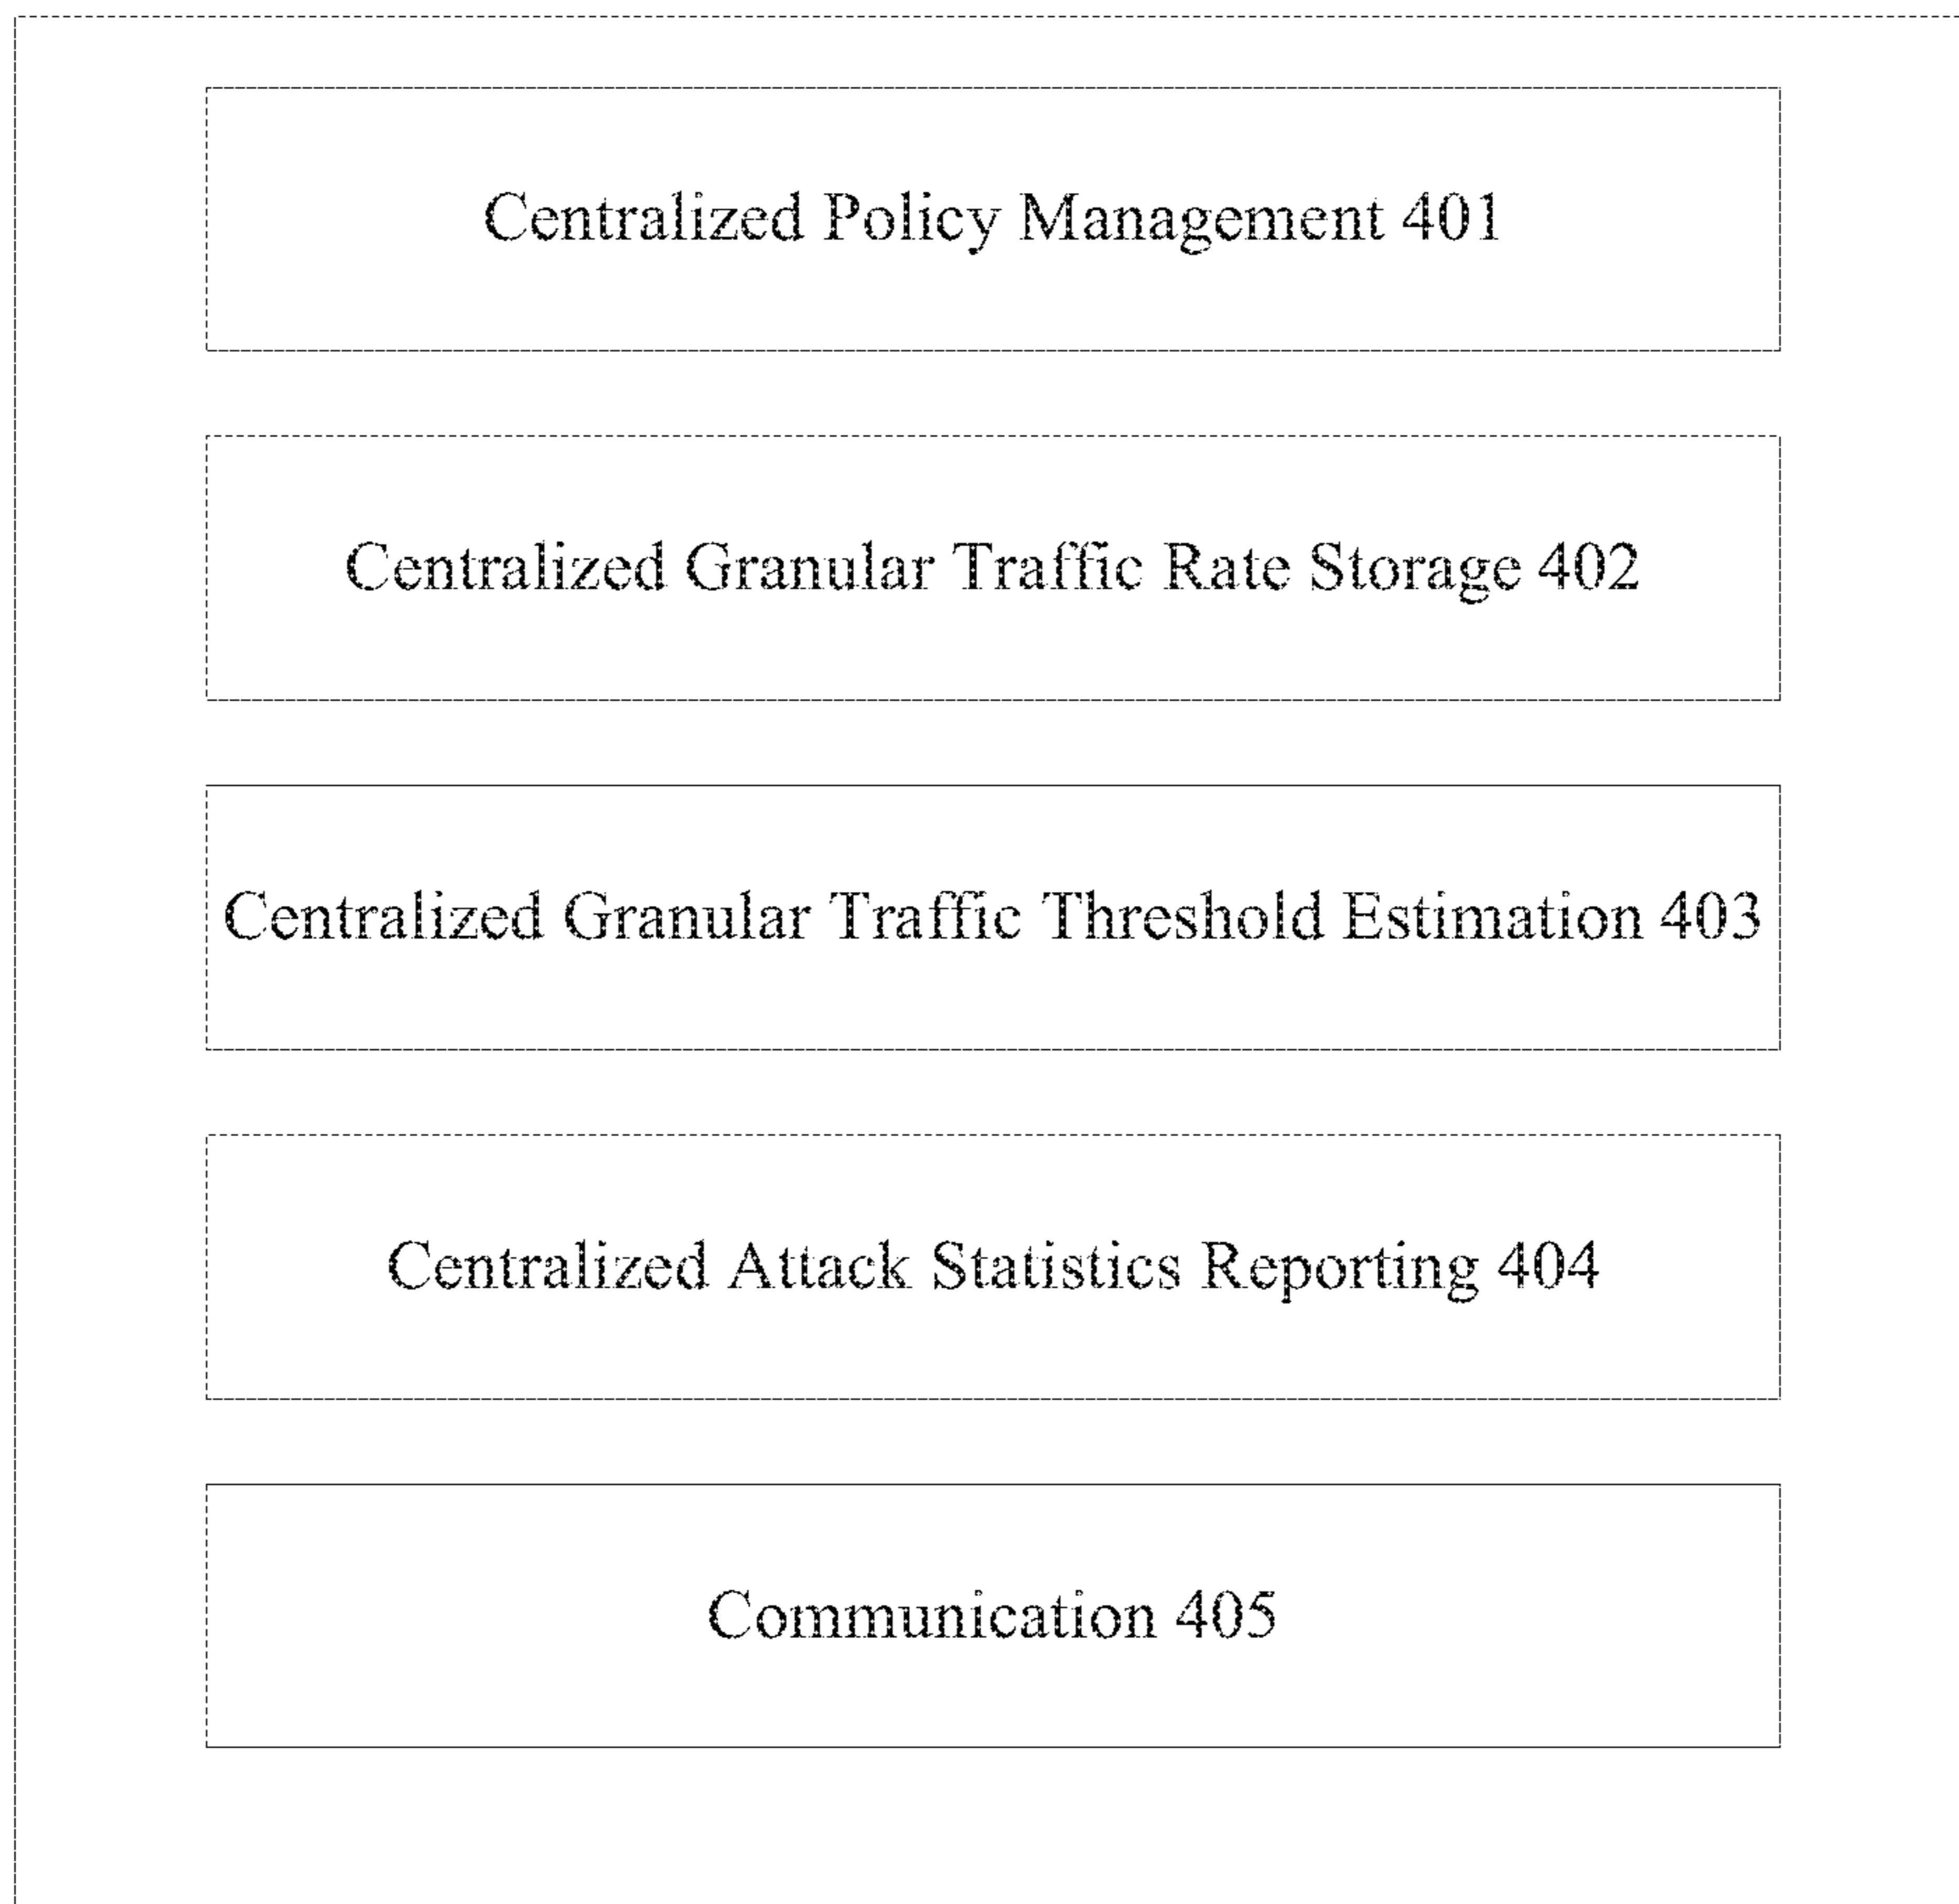 Centralized Policy Management 401
Centralized Granular Traffic Rate Storage 402
Centralized Granular Traffic Threshold Estimation 403
Centralized Attack Statistics Reporting 404
Communication 405